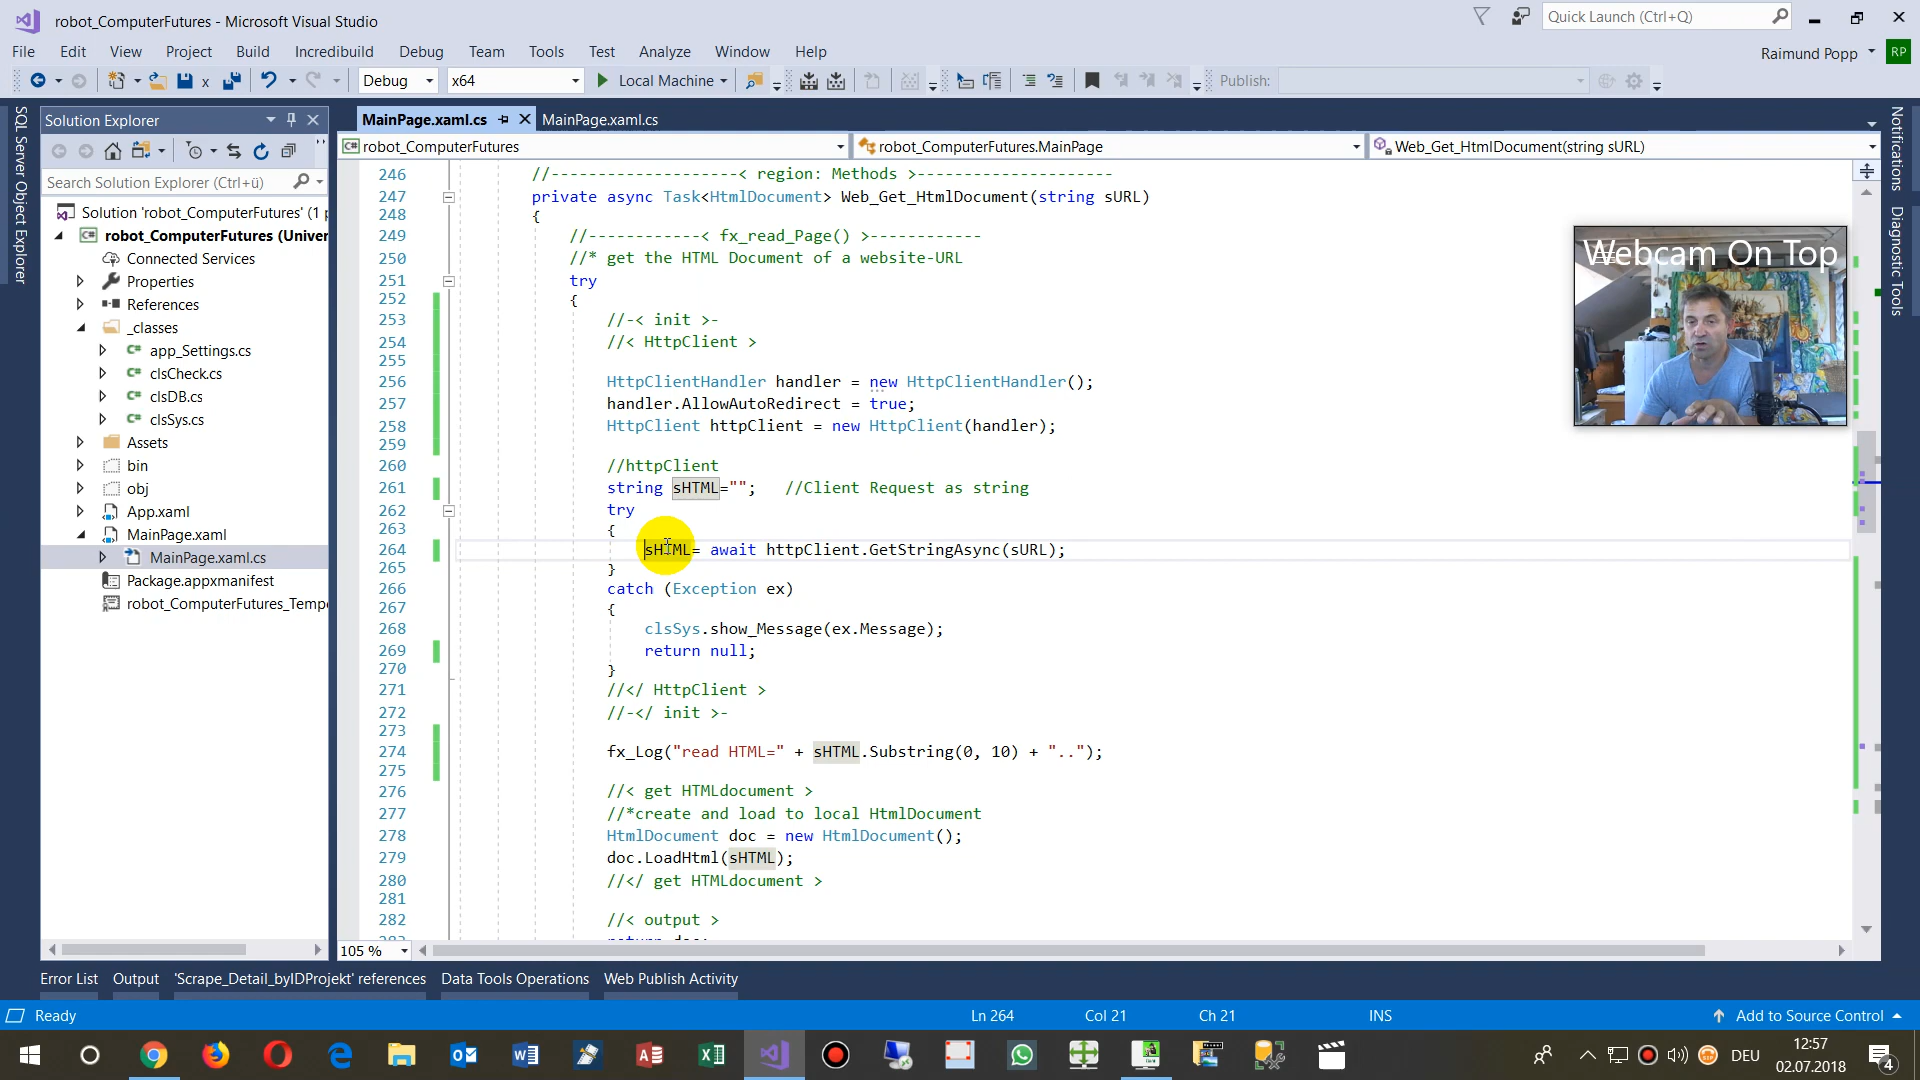 robot_ComputerFutures - Microsoft Visual Studio
Quick Launch (Ctrl+Q)
File Edit View Project Build Incredibuild Debug Team Tools Test Analyze Window Help
Raimund Popp RP
Debug x64 Local Machine Publish:
SQL Server Object Explorer
Solution Explorer
Search Solution Explorer (Ctrl+ü)
Solution 'robot_ComputerFutures' (1 p
robot_ComputerFutures (Univer
Connected Services
Properties
References
_classes
app_Settings.cs
clsCheck.cs
clsDB.cs
clsSys.cs
Assets
bin
obj
App.xaml
MainPage.xaml
MainPage.xaml.cs
Package.appxmanifest
robot_ComputerFutures_Tempo
MainPage.xaml.cs MainPage.xaml.cs
robot_ComputerFutures robot_ComputerFutures.MainPage Web_Get_HtmlDocument(string sURL)
246 //--------------------< region: Methods >---------------------
247 private async Task<HtmlDocument> Web_Get_HtmlDocument(string sURL)
248 {
249 //------------< fx_read_Page() >------------
250 //* get the HTML Document of a website-URL
251 try
252 {
253 //-< init >-
254 //< HttpClient >
255
256 HttpClientHandler handler = new HttpClientHandler();
257 handler.AllowAutoRedirect = true;
258 HttpClient httpClient = new HttpClient(handler);
259
260 //httpClient
261 string sHTML=""; //Client Request as string
262 try
263 {
264 sHTML= await httpClient.GetStringAsync(sURL);
265 }
266 catch (Exception ex)
267 {
268 clsSys.show_Message(ex.Message);
269 return null;
270 }
271 //</ HttpClient >
272 //-</ init >-
273
274 fx_Log("read HTML=" + sHTML.Substring(0, 10) + "..");
275
276 //< get HTMLdocument >
277 //*create and load to local HtmlDocument
278 HtmlDocument doc = new HtmlDocument();
279 doc.LoadHtml(sHTML);
280 //</ get HTMLdocument >
281
282 //< output >
Webcam On Top
Notifications
Diagnostic Tools
105 %
Error List Output 'Scrape_Detail_byIDProjekt' references Data Tools Operations Web Publish Activity
Ready Ln 264 Col 21 Ch 21 INS Add to Source Control
DEU
12:57
02.07.2018
4